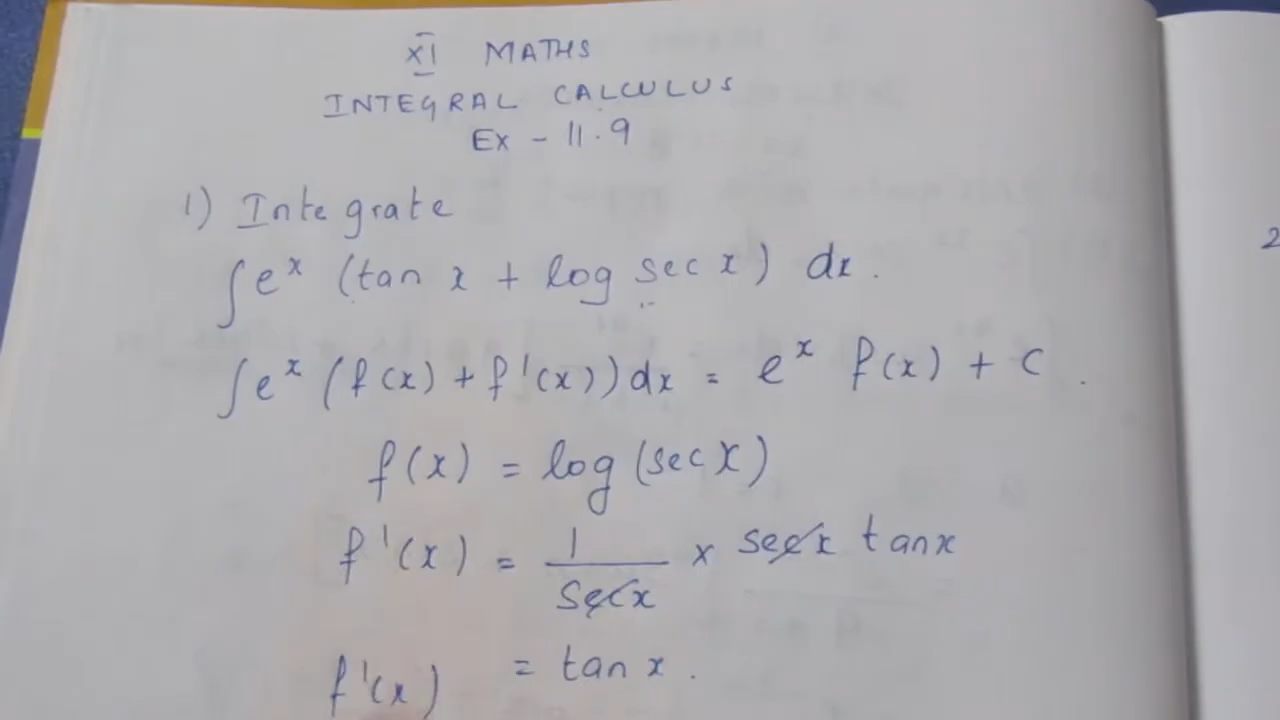 XI MATHS
INTEGRAL CALCULUS
Ex - 11.9
1) Integrate
∫e^x (tan x + log sec x) dx.
∫e^x (f(x) + f'(x)) dx = e^x f(x) + c.
f(x) = log (sec x)
f'(x) = 1/sec x × sec x tan x
f'(x) = tan x.
2